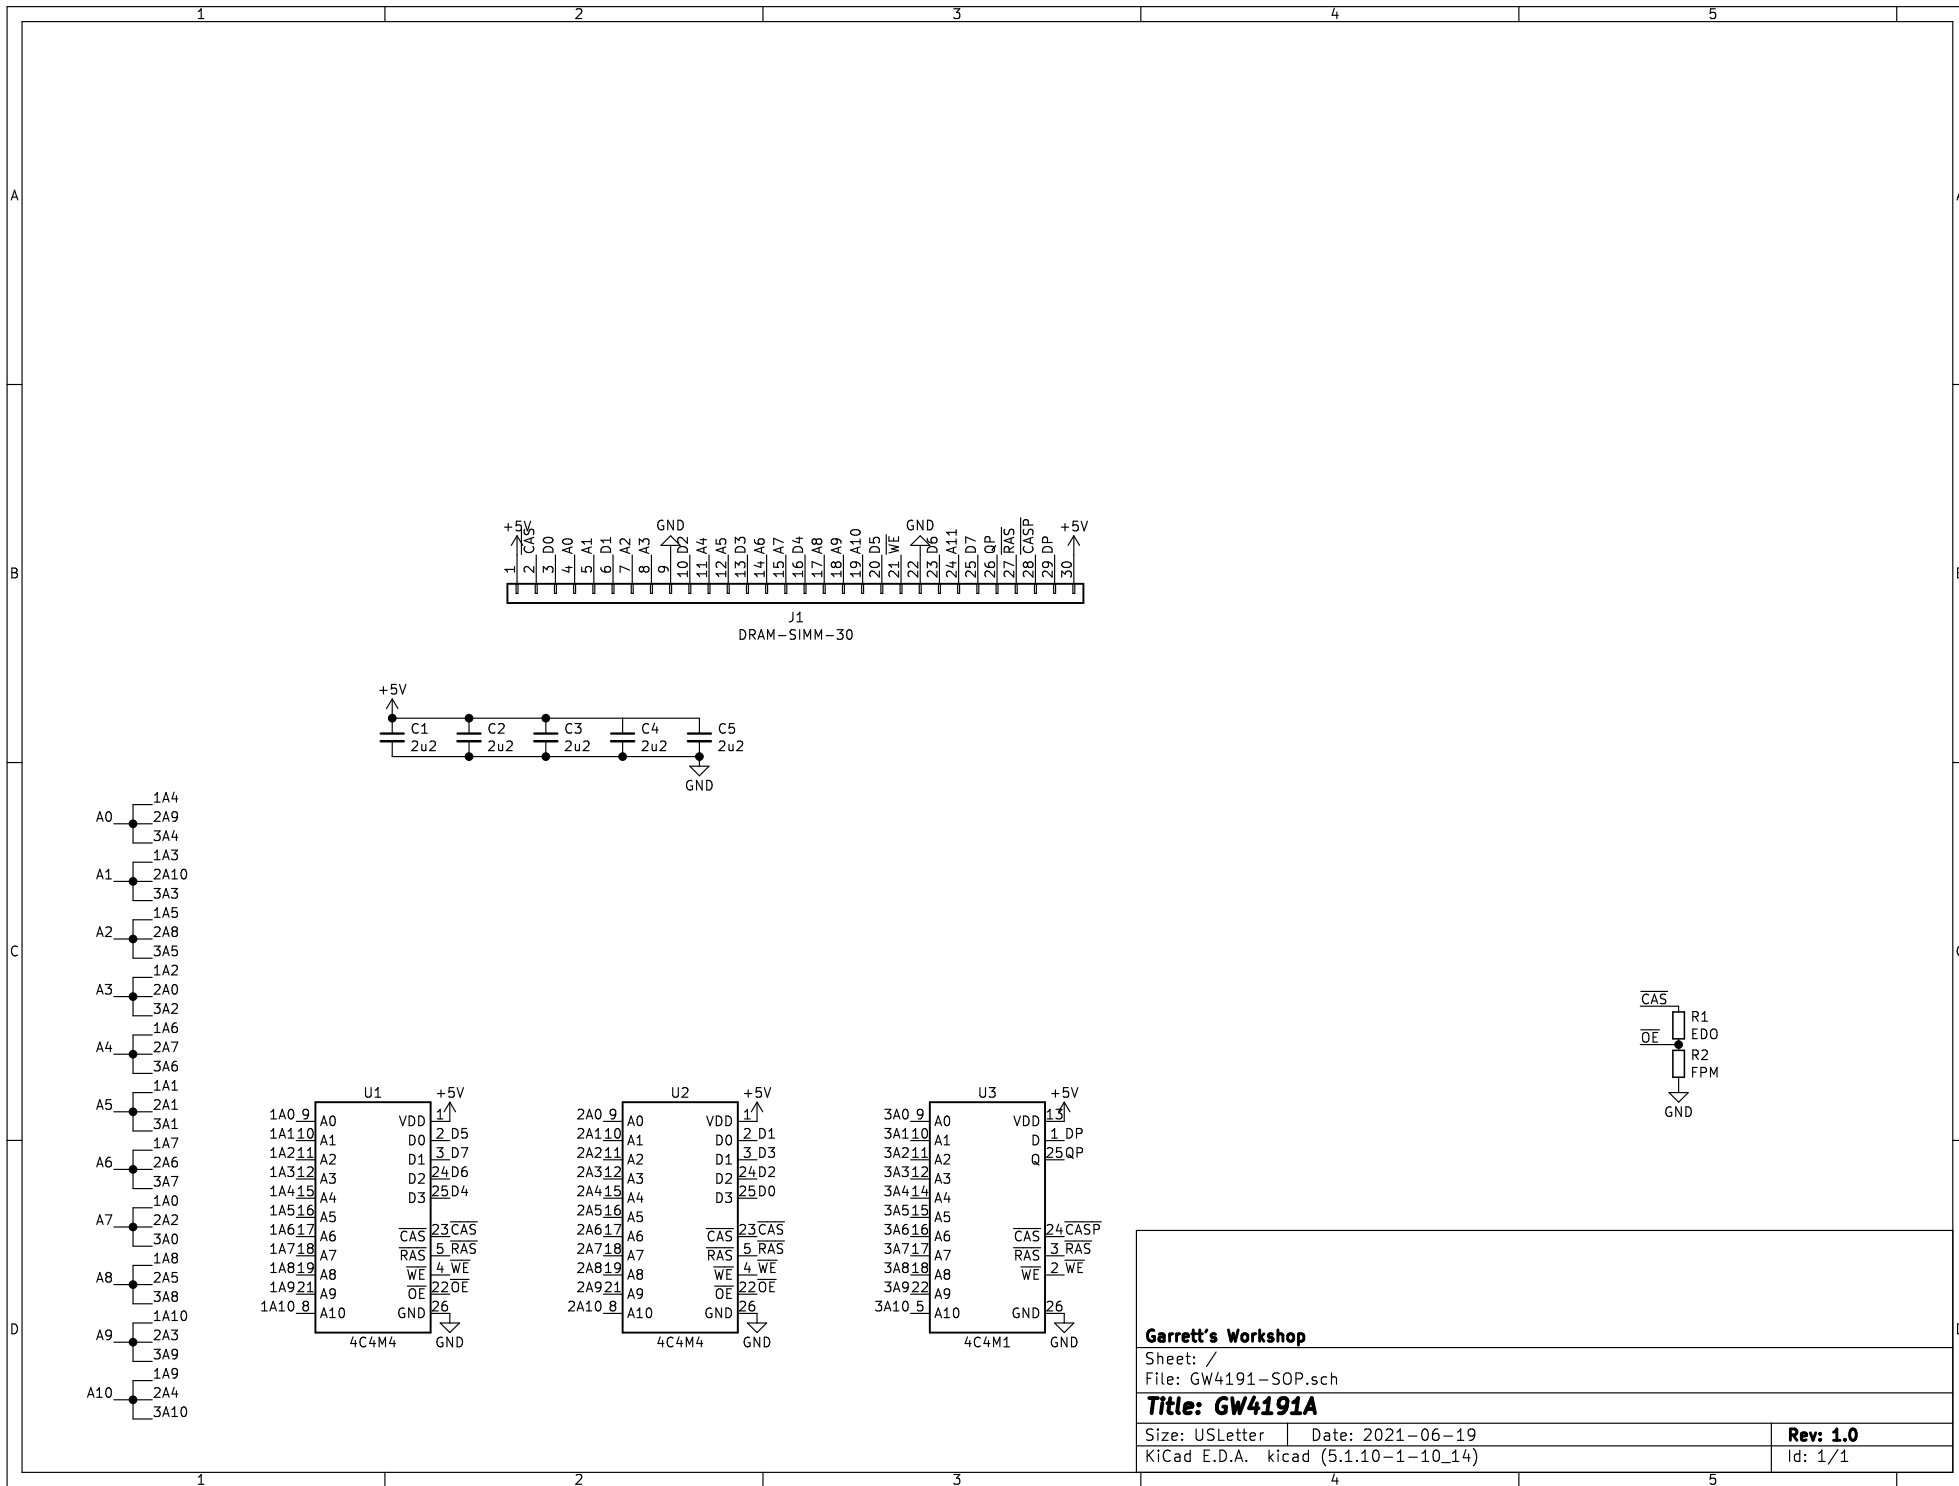 1 2 3 4 5
A
B
C
D
+5V GND GND +5V
1
2 CAS
3 D0
4 A0
5 A1
6 D1
7 A2
8 A3
9
10 D2
11 A4
12 A5
13 D3
14 A6
15 A7
16 D4
17 A8
18 A9
19 A10
20 D5
21 WE
22
23 D6
24 A11
25 D7
26 QP
27 RAS
28 CASP
29 DP
30
J1
DRAM-SIMM-30
+5V
C1 C2 C3 C4 C5
2u2 2u2 2u2 2u2 2u2
GND
1A4
A0 2A9
3A4
1A3
A1 2A10
3A3
1A5
A2 2A8
3A5
1A2
A3 2A0
3A2
1A6
A4 2A7
3A6
1A1
A5 2A1
3A1
1A7
A6 2A6
3A7
1A0
A7 2A2
3A0
1A8
A8 2A5
3A8
1A10
A9 2A3
3A9
1A9
A10 2A4
3A10
U1 +5V
1A0 9 A0 VDD 1
1A1 10 A1 D0 2 D5
1A2 11 A2 D1 3 D7
1A3 12 A3 D2 24 D6
1A4 15 A4 D3 25 D4
1A5 16 A5
1A6 17 A6 CAS 23 CAS
1A7 18 A7 RAS 5 RAS
1A8 19 A8 WE 4 WE
1A9 21 A9 OE 22 OE
1A10 8 A10 GND 26
4C4M4 GND
U2 +5V
2A0 9 A0 VDD 1
2A1 10 A1 D0 2 D1
2A2 11 A2 D1 3 D3
2A3 12 A3 D2 24 D2
2A4 15 A4 D3 25 D0
2A5 16 A5
2A6 17 A6 CAS 23 CAS
2A7 18 A7 RAS 5 RAS
2A8 19 A8 WE 4 WE
2A9 21 A9 OE 22 OE
2A10 8 A10 GND 26
4C4M4 GND
U3 +5V
3A0 9 A0 VDD 13
3A1 10 A1 D 1 DP
3A2 11 A2 Q 25 QP
3A3 12 A3
3A4 14 A4
3A5 15 A5
3A6 16 A6 CAS 24 CASP
3A7 17 A7 RAS 3 RAS
3A8 18 A8 WE 2 WE
3A9 22 A9
3A10 5 A10 GND 26
4C4M1 GND
CAS
R1
EDO
OE
R2
FPM
GND
Garrett's Workshop
Sheet: /
File: GW4191-SOP.sch
Title: GW4191A
Size: USLetter Date: 2021-06-19 Rev: 1.0
KiCad E.D.A. kicad (5.1.10-1-10_14) Id: 1/1
1 2 3 4 5